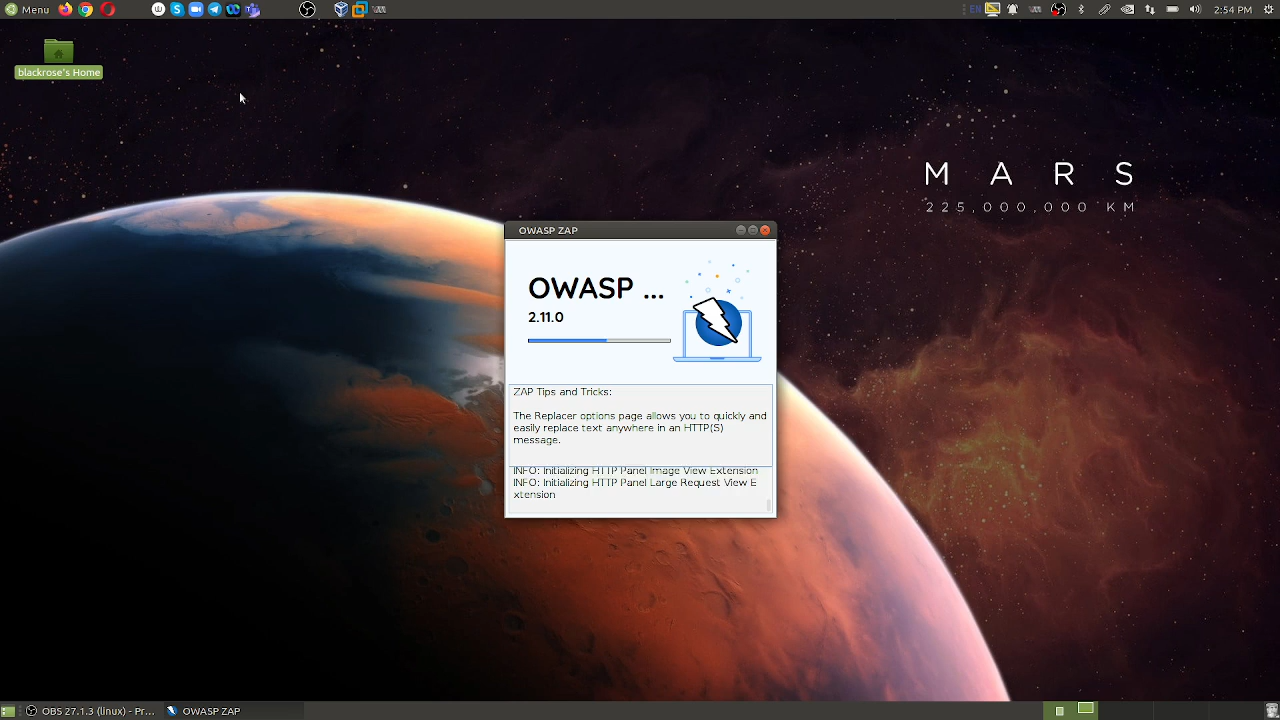 Menu
EN
2:54 PM
blackrose's Home
M A R S
225,000,000 KM
OWASP ZAP
OWASP ...
2.11.0
ZAP Tips and Tricks:
The Replacer options page allows you to quickly and
easily replace text anywhere in an HTTP(S)
message.
INFO: Initializing HTTP Panel Image View Extension
INFO: Initializing HTTP Panel Large Request View E
xtension
OBS 27.1.3 (linux) - Pr...
OWASP ZAP